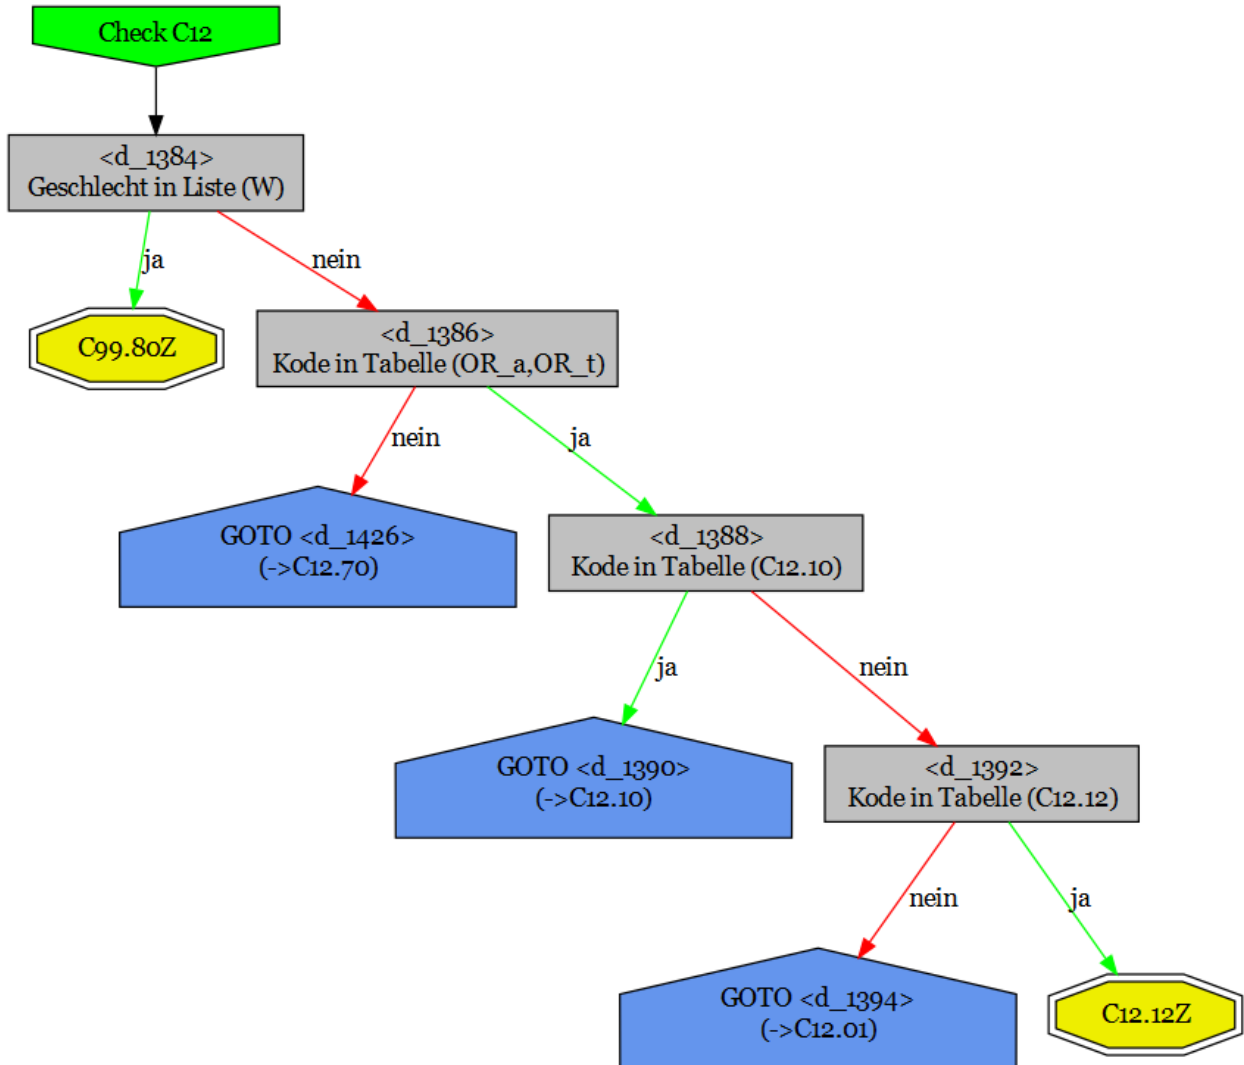 Check C12
<d_1384>
Geschlecht in Liste (W)
ja
nein
C99.80Z
<d_1386>
Kode in Tabelle (OR_a,OR_t)
nein
ja
GOTO <d_1426>
(->C12.70)
<d_1388>
Kode in Tabelle (C12.10)
ja
nein
GOTO <d_1390>
(->C12.10)
<d_1392>
Kode in Tabelle (C12.12)
nein
ja
GOTO <d_1394>
(->C12.01)
C12.12Z